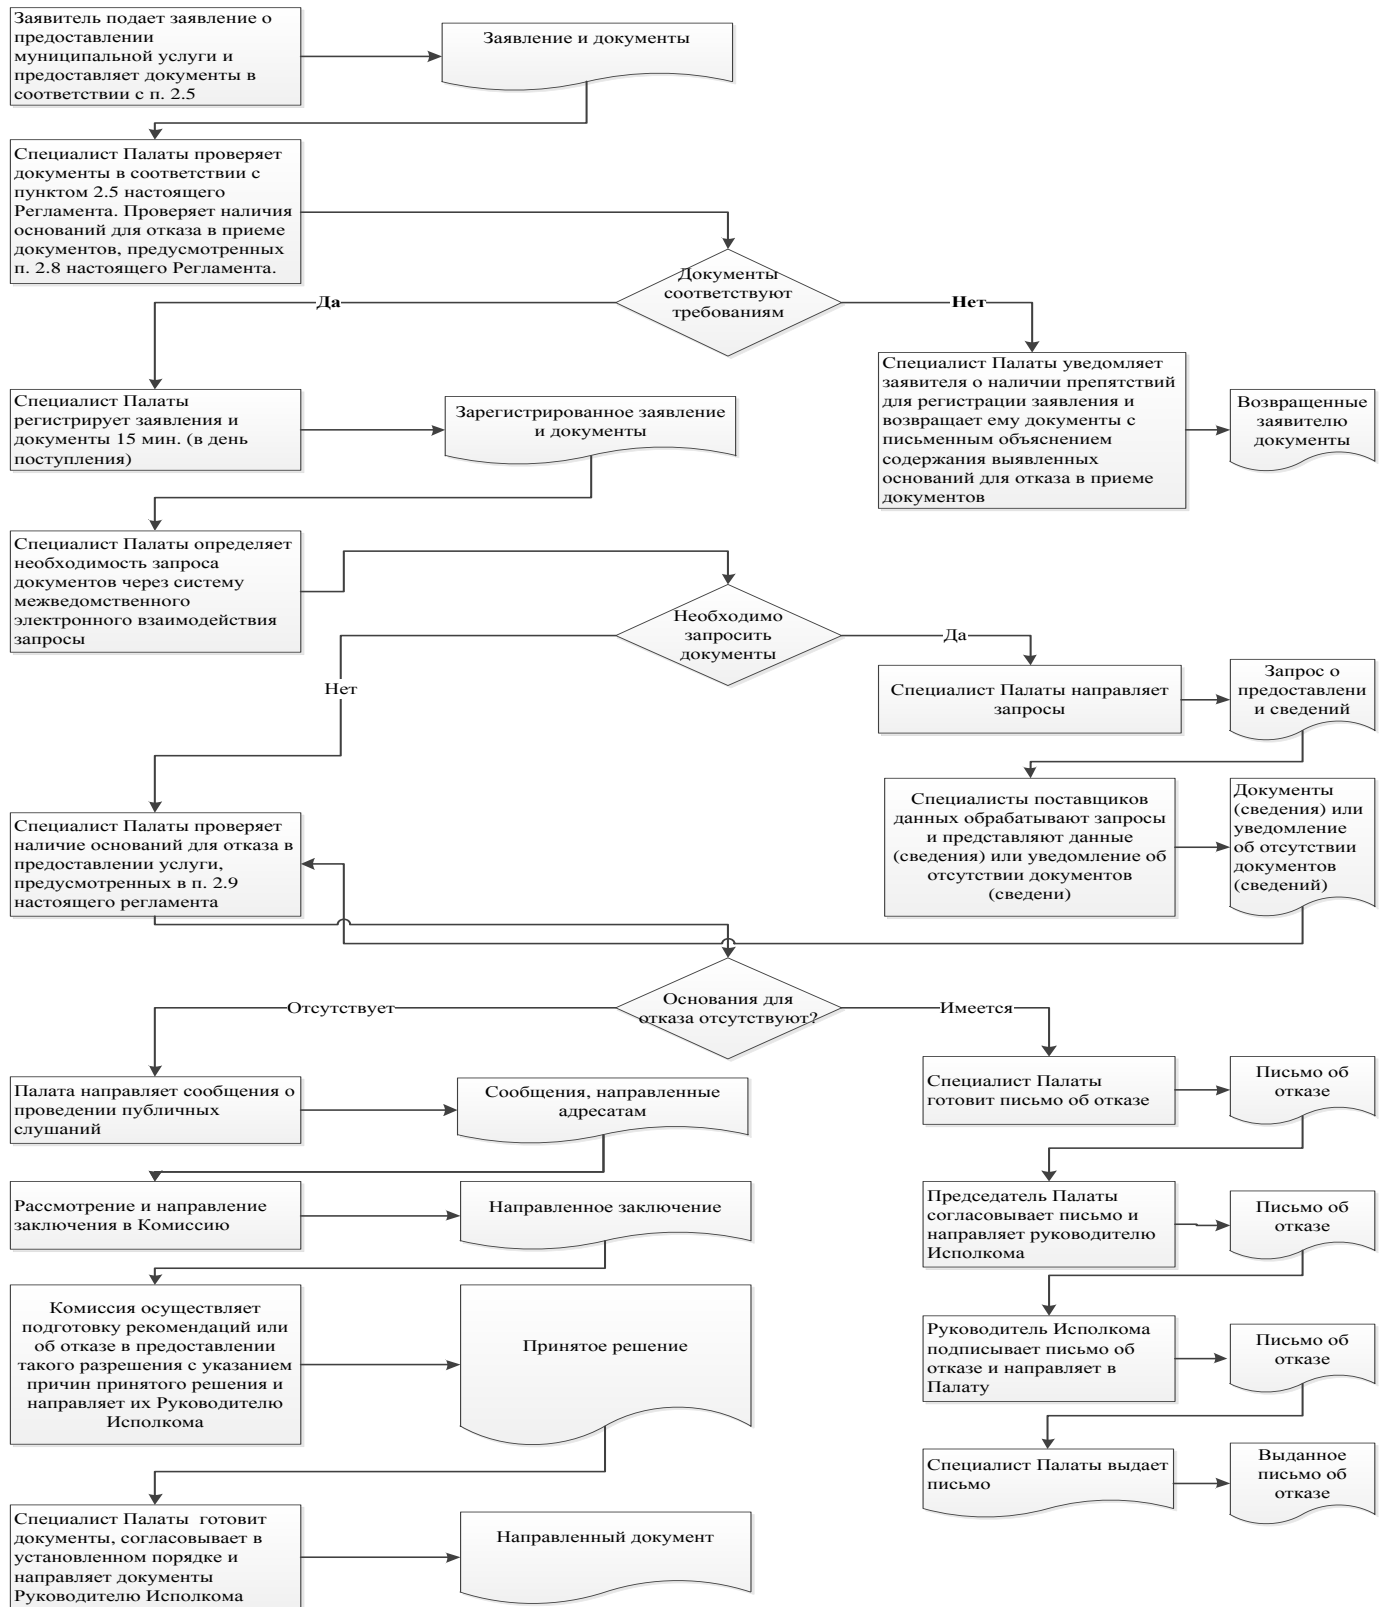 Заявитель подает заявление о
предоставлении
муниципальной услуги и
предоставляет документы в
соответствии с п. 2.5
Заявление и документы
Специалист Палаты проверяет
документы в соответствии с
пунктом 2.5 настоящего
Регламента. Проверяет наличия
оснований для отказа в приеме
документов, предусмотренных
п. 2.8 настоящего Регламента.
Документы
соответствуют
требованиям
Да
Нет
Специалист Палаты
регистрирует заявления и
документы 15 мин. (в день
поступления)
Зарегистрированное заявление
и документы
Специалист Палаты уведомляет
заявителя о наличии препятствий
для регистрации заявления и
возвращает ему документы с
письменным объяснением
содержания выявленных
оснований для отказа в приеме
документов
Возвращенные
заявителю
документы
Специалист Палаты определяет
необходимость запроса
документов через систему
межведомственного
электронного взаимодействия
запросы
Необходимо
запросить
документы
Да
Нет
Специалист Палаты направляет
запросы
Запрос о
предоставлени
и сведений
Специалисты поставщиков
данных обрабатывают запросы
и представляют данные
(сведения) или уведомление об
отсутствии документов
(сведени)
Документы
(сведения) или
уведомление
об отсутствии
документов
(сведений)
Специалист Палаты проверяет
наличие оснований для отказа в
предоставлении услуги,
предусмотренных в п. 2.9
настоящего регламента
Основания для
отказа отсутствуют?
Отсутствует
Имеется
Палата направляет сообщения о
проведении публичных
слушаний
Сообщения, направленные
адресатам
Специалист Палаты
готовит письмо об отказе
Письмо об
отказе
Рассмотрение и направление
заключения в Комиссию
Направленное заключение
Председатель Палаты
согласовывает письмо и
направляет руководителю
Исполкома
Письмо об
отказе
Комиссия осуществляет
подготовку рекомендаций или
об отказе в предоставлении
такого разрешения с указанием
причин принятого решения и
направляет их Руководителю
Исполкома
Принятое решение
Руководитель Исполкома
подписывает письмо об
отказе и направляет в
Палату
Письмо об
отказе
Специалист Палаты выдает
письмо
Выданное
письмо об
отказе
Специалист Палаты  готовит
документы, согласовывает в
установленном порядке и
направляет документы
Руководителю Исполкома
Направленный документ